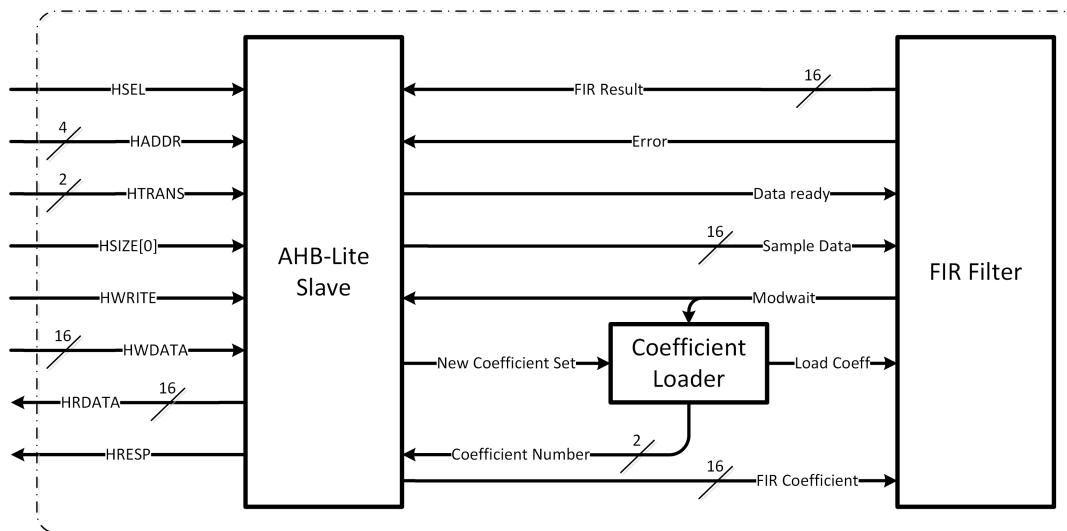 HSEL
4
HADDR
2
HTRANS
HSIZE[0]
HWRITE
16
HWDATA
HRDATA
16
HRESP
AHB-Lite
Slave
FIR Result
16
Error
Data ready
16
Sample Data
Modwait
New Coefficient Set
Coefficient
Loader
Load Coeff
Coefficient Number
2
16
FIR Coefficient
FIR Filter